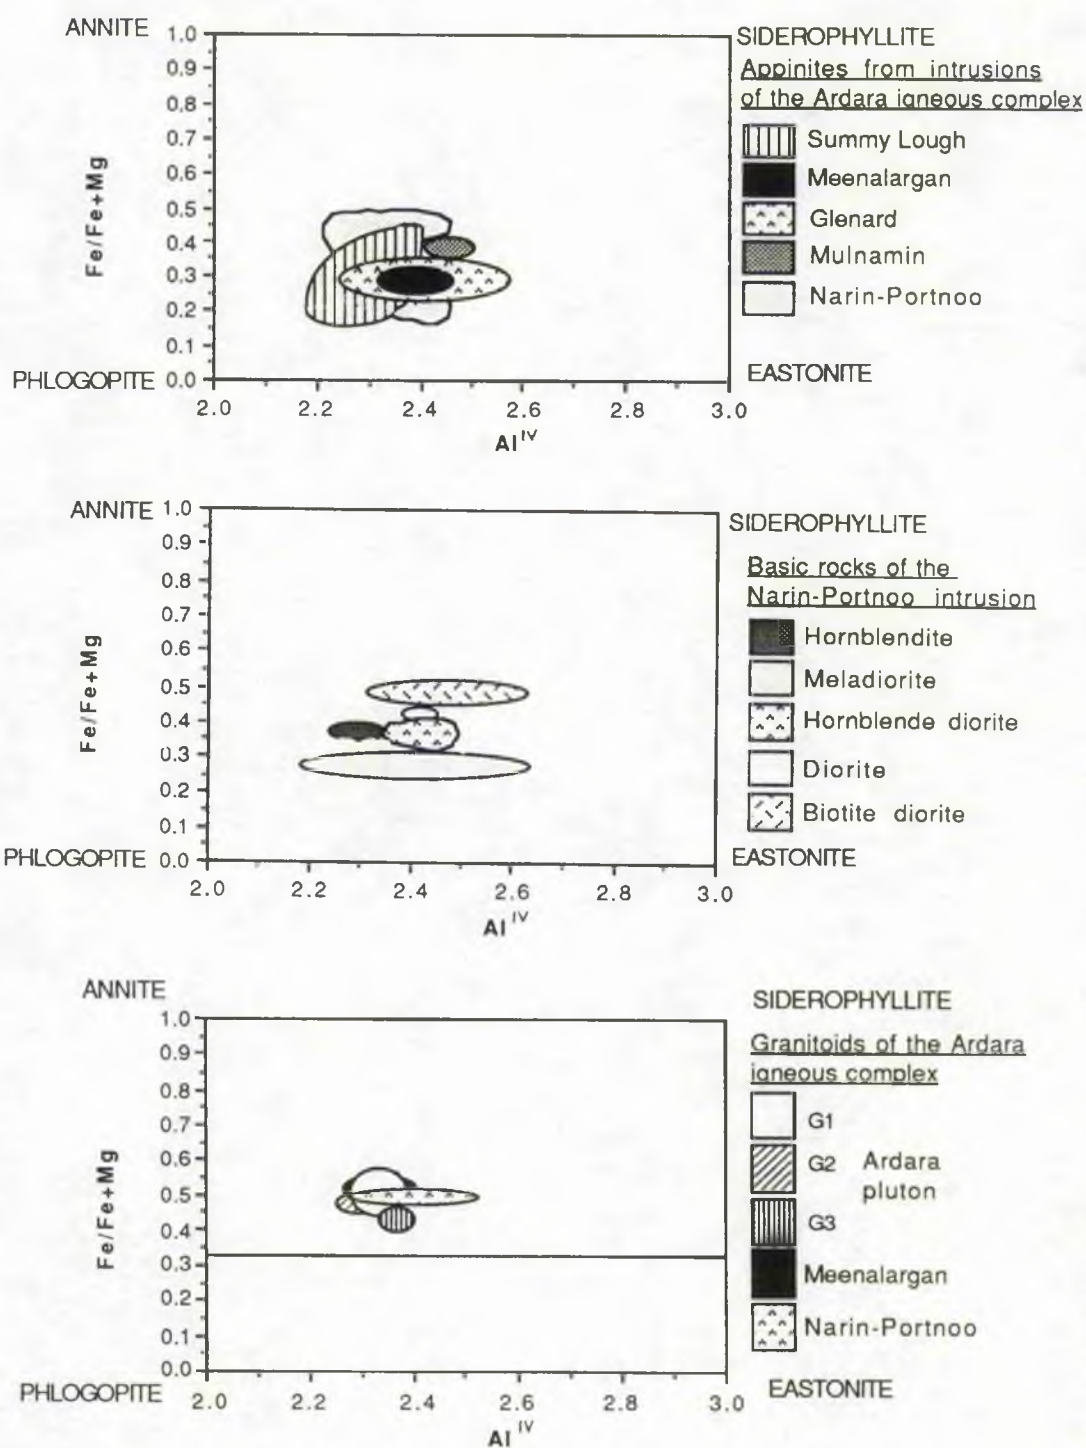 ANNITE
1.0
SIDEROPHYLLITE
0.9
Appinites from intrusions
of the Ardara igneous complex
0.8
0.7
Summy Lough
0.6
Meenalargan
0.5
Glenard
0.4
Mulnamin
0.3
Narin-Portnoo
0.2
0.1
Fe/Fe+Mg
PHLOGOPITE
0.0
EASTONITE
2.0 2.2 2.4 2.6 2.8 3.0
Al IV
ANNITE
1.0
SIDEROPHYLLITE
0.9
Basic rocks of the
Narin-Portnoo intrusion
0.8
0.7
Hornblendite
0.6
Meladiorite
0.5
Hornblende diorite
0.4
0.3
Diorite
0.2
Biotite diorite
0.1
Fe/Fe+Mg
PHLOGOPITE
0.0
EASTONITE
2.0 2.2 2.4 2.6 2.8 3.0
Al IV
ANNITE
SIDEROPHYLLITE
1.0
Granitoids of the Ardara
igneous complex
0.9
0.8
G1
0.7
G2 Ardara
pluton
0.6
0.5
G3
0.4
0.3
Meenalargan
0.2
Narin-Portnoo
0.1
Fe/Fe+Mg
0.0
PHLOGOPITE
EASTONITE
2.0 2.2 2.4 2.6 2.8 3.0
Al IV